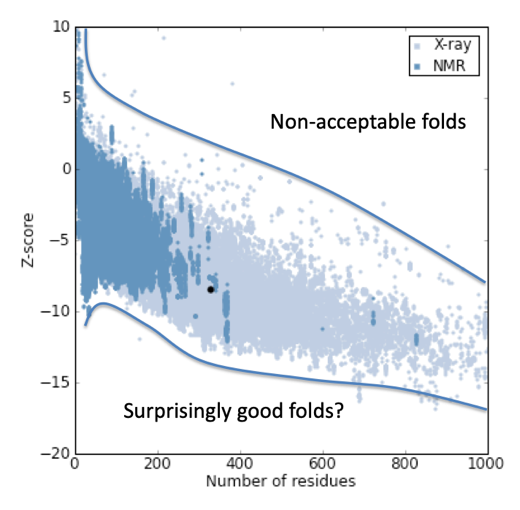 10
X-ray
NMR
5
Non-acceptable folds
0
Z-score
−5
−10
−15
Surprisingly good folds?
−20
0 200 400 600 800 1000
Number of residues